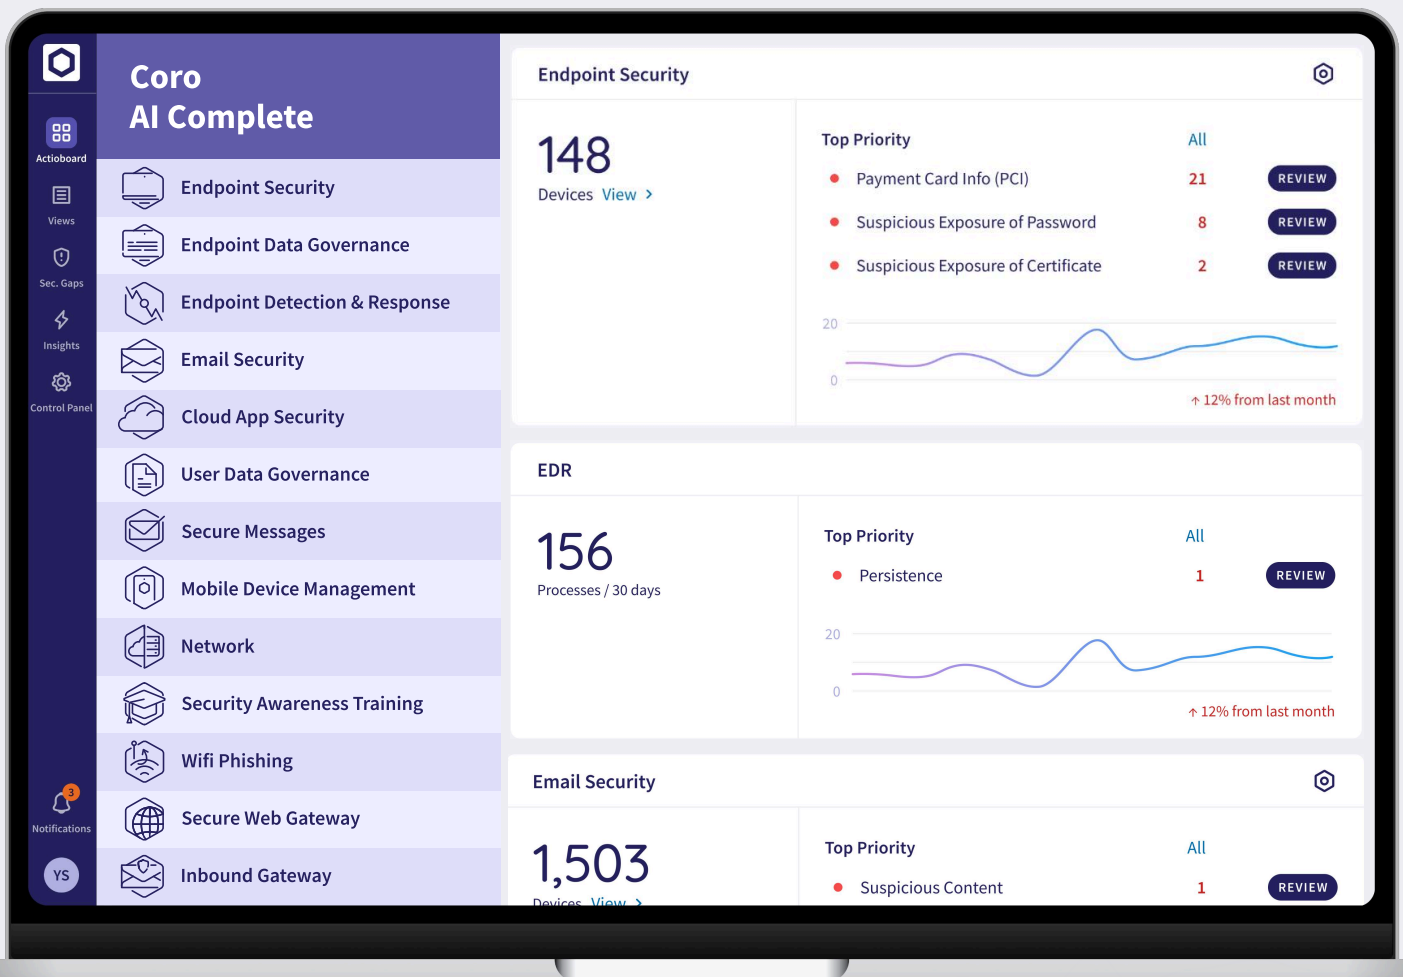 Coro
AI Complete
Actioboard
Views
Sec. Gaps
Insights
Control Panel
3
Notifications
YS
Endpoint Security
Endpoint Data Governance
Endpoint Detection & Response
Email Security
Cloud App Security
User Data Governance
Secure Messages
Mobile Device Management
Network
Security Awareness Training
Wifi Phishing
Secure Web Gateway
Inbound Gateway
Endpoint Security
148
Devices View >
Top Priority All
Payment Card Info (PCI) 21 REVIEW
Suspicious Exposure of Password 8 REVIEW
Suspicious Exposure of Certificate 2 REVIEW
20
0
↑ 12% from last month
EDR
156
Processes / 30 days
Top Priority All
Persistence 1 REVIEW
20
0
↑ 12% from last month
Email Security
1,503
Devices View >
Top Priority All
Suspicious Content 1 REVIEW